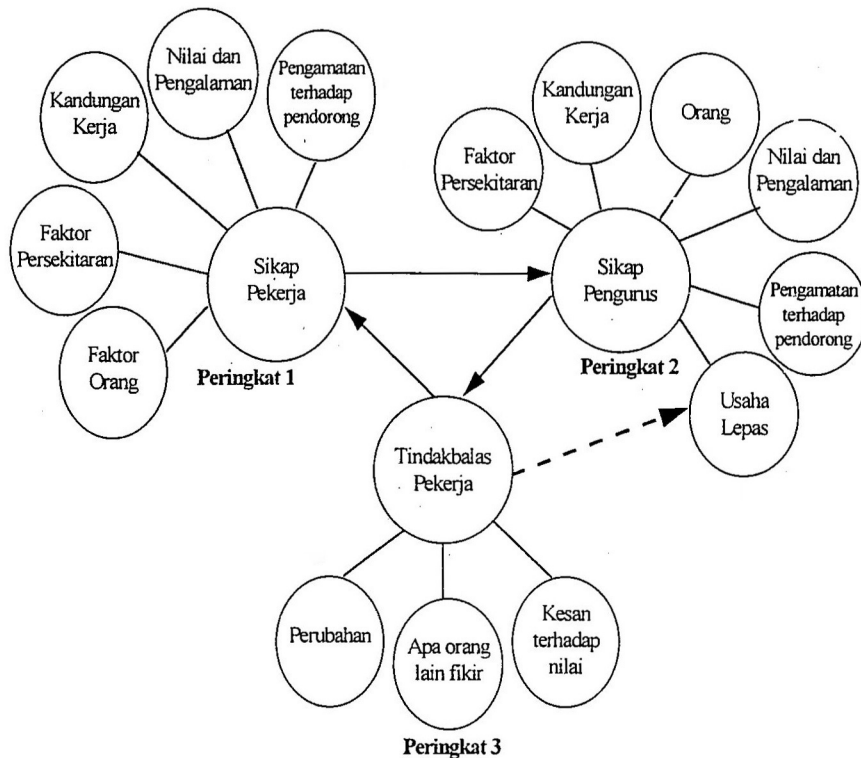 Nilai dan
Pengalaman
Pengamatan
terhadap
pendorong
Kandungan
Kerja
Faktor
Persekitaran
Faktor
Orang
Sikap
Pekerja
Peringkat 1
Kandungan
Kerja
Orang
Faktor
Persekitaran
Nilai dan
Pengalaman
Sikap
Pengurus
Pengamatan
terhadap
pendorong
Peringkat 2
Usaha
Lepas
Tindakbalas
Pekerja
Perubahan
Apa orang
lain fikir
Kesan
terhadap
nilai
Peringkat 3